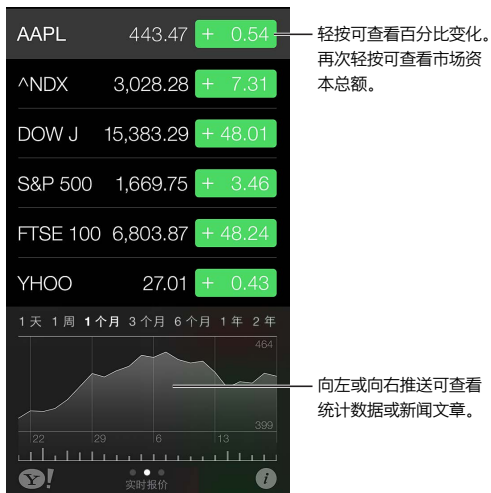 AAPL 443.47 + 0.54
轻按可查看百分比变化。
再次轻按可查看市场资
本总额。
^NDX 3,028.28 + 7.31
DOW J 15,383.29 + 48.01
S&P 500 1,669.75 + 3.46
FTSE 100 6,803.87 + 48.24
YHOO 27.01 + 0.43
1 天 1 周 1 个月 3 个月 6 个月 1 年 2 年
464
向左或向右推送可查看
统计数据或新闻文章。
399
22 29 6 13
Y! 实时报价 i